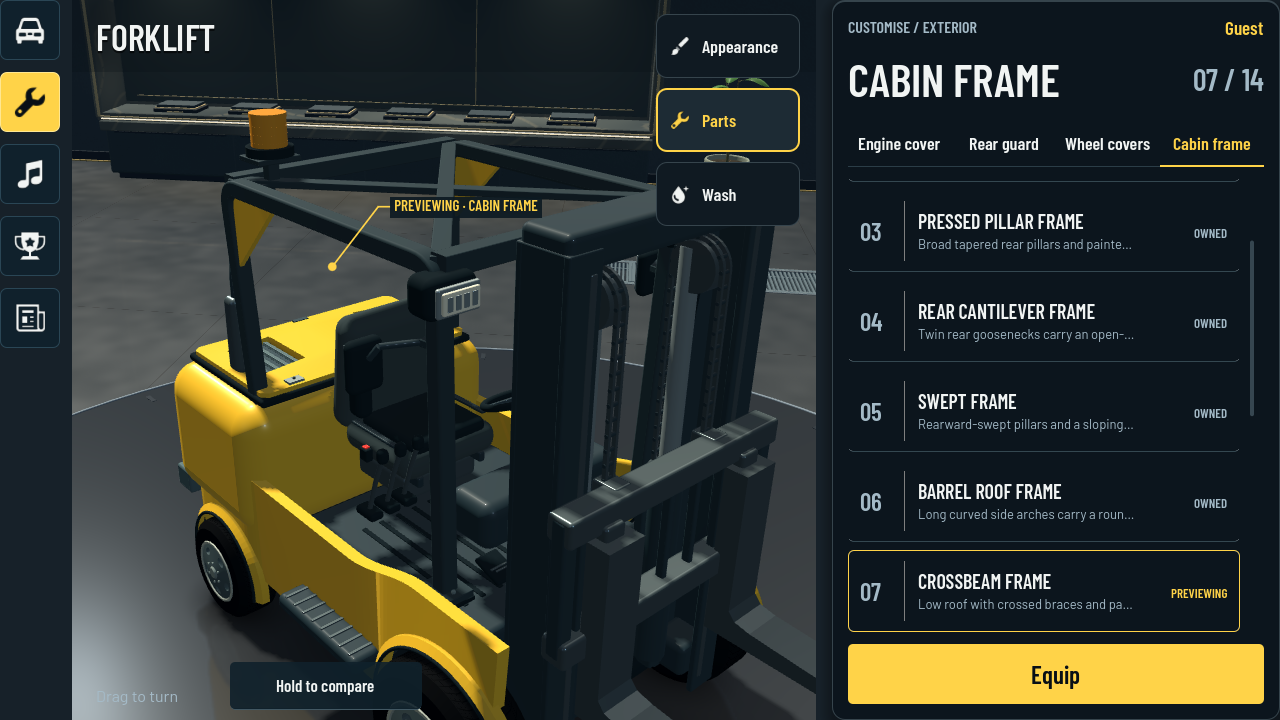 FORKLIFT
Appearance
Parts
Wash
PREVIEWING · CABIN FRAME
Drag to turn
Hold to compare
CUSTOMISE / EXTERIOR
Guest
CABIN FRAME
07 / 14
Engine cover
Rear guard
Wheel covers
Cabin frame
03
PRESSED PILLAR FRAME
Broad tapered rear pillars and painte...
OWNED
04
REAR CANTILEVER FRAME
Twin rear goosenecks carry an open-...
OWNED
05
SWEPT FRAME
Rearward-swept pillars and a sloping...
OWNED
06
BARREL ROOF FRAME
Long curved side arches carry a roun...
OWNED
07
CROSSBEAM FRAME
Low roof with crossed braces and pa...
PREVIEWING
Equip